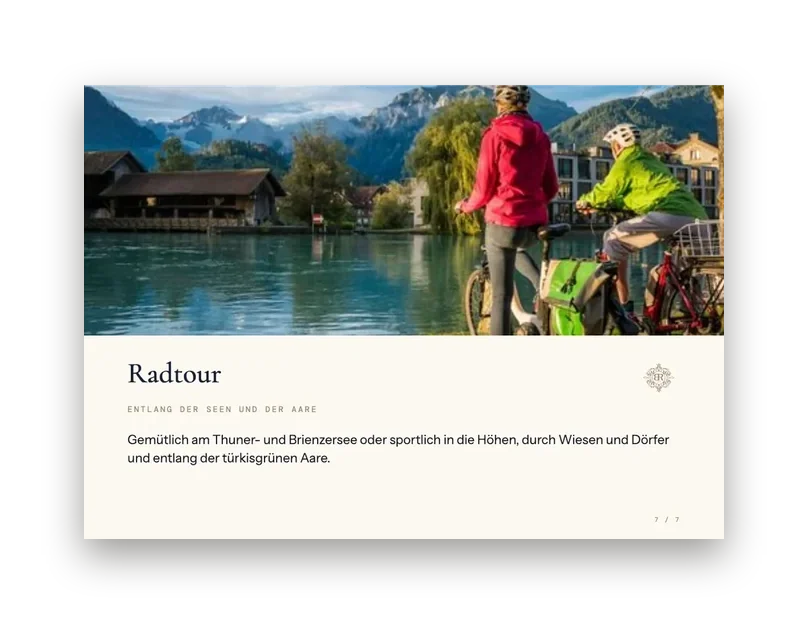 Radtour
ENTLANG DER SEEN UND DER AARE
Gemütlich am Thuner- und Brienzersee oder sportlich in die Höhen, durch Wiesen und Dörfer
und entlang der türkisgrünen Aare.
7 / 7